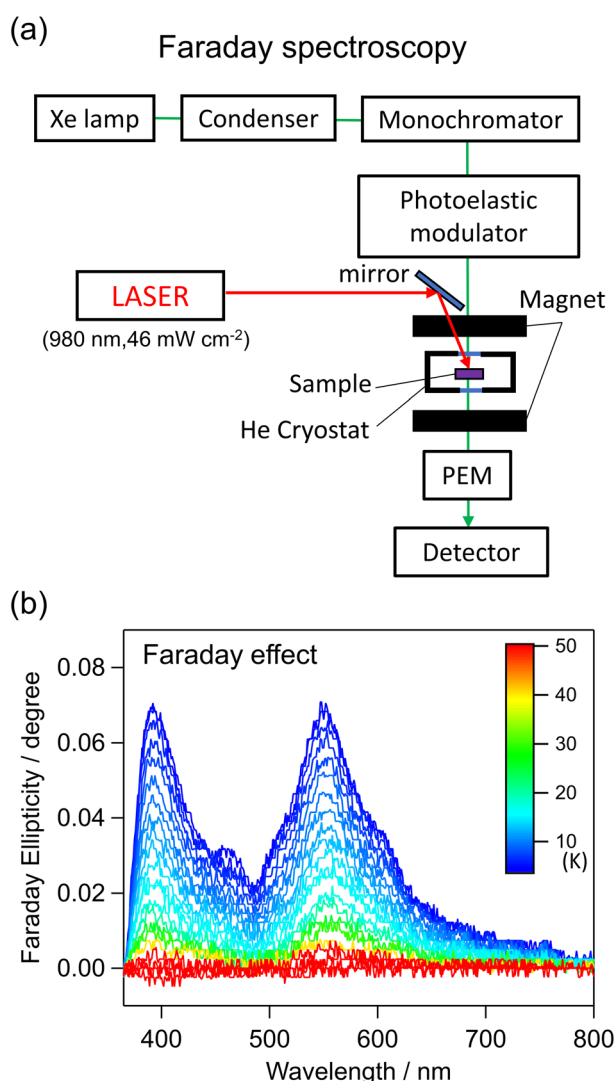 (a)
Faraday spectroscopy
Xe lamp
Condenser
Monochromator
Photoelastic
modulator
mirror
LASER
Magnet
(980 nm,46 mW cm⁻²)
Sample
He Cryostat
PEM
Detector
(b)
Faraday effect
50
40
30
20
10
(K)
0.08
0.06
0.04
0.02
0.00
Faraday Ellipticity / degree
400
500
600
700
800
Wavelength / nm